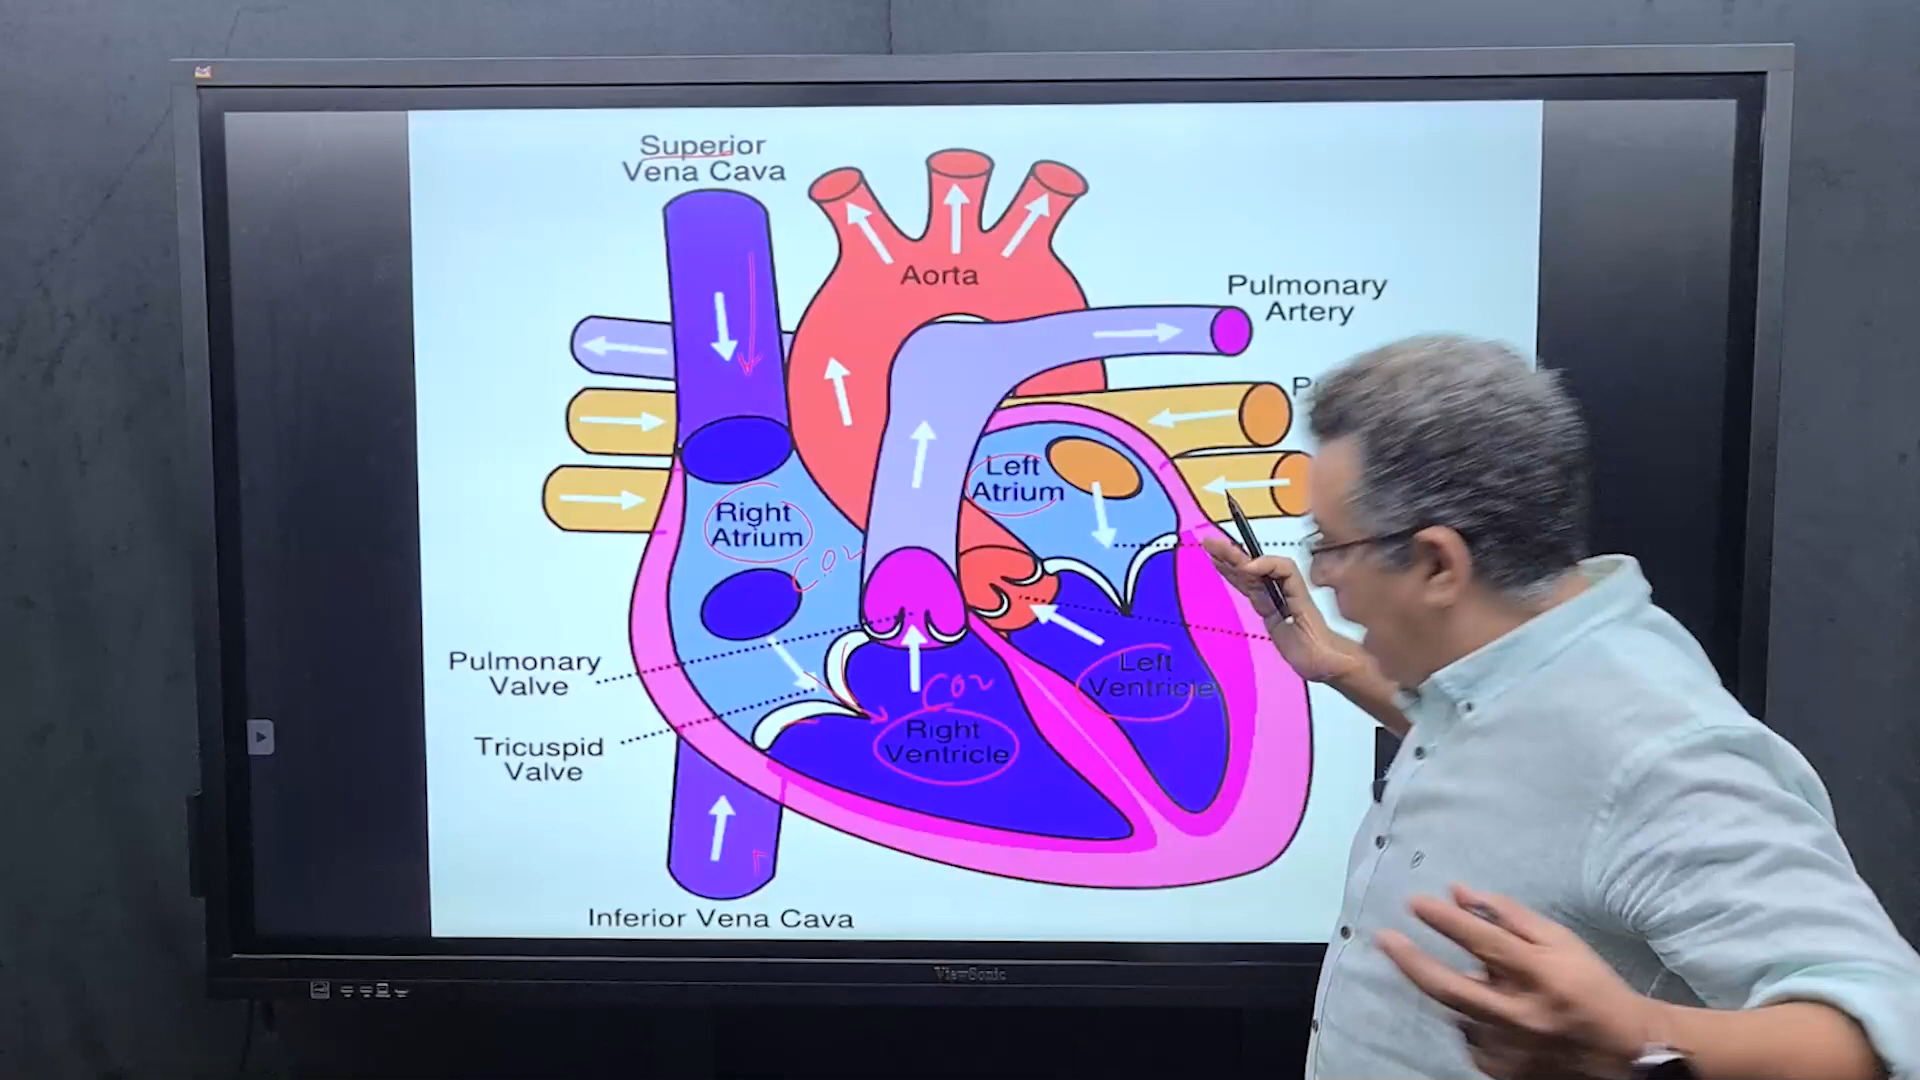 Superior
Vena Cava
Aorta
Pulmonary
Artery
Left
Atrium
Right
Atrium
CO2
Pulmonary
Valve
Left
Ventricle
CO2
Right
Ventricle
Tricuspid
Valve
Inferior Vena Cava
ViewSonic